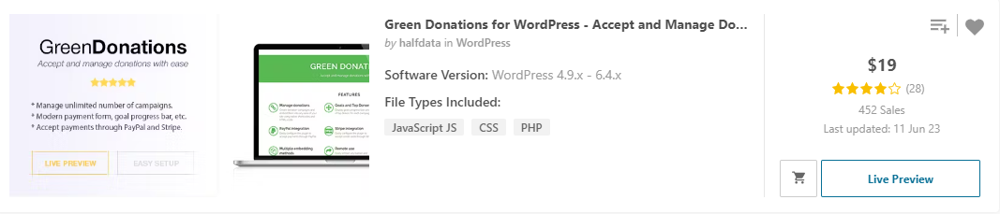 GreenDonations
Accept and manage donations with ease
* Manage unlimited number of campaigns.
* Modern payment form, goal progress bar, etc.
* Accept payments through PayPal and Stripe.
LIVE PREVIEW
EASY SETUP
GREEN DONAT
FEATURES
Manage donations
Goals and Top Don
PayPal integration
Stripe integration
Multiple embedding
methods
Remote use
Green Donations for WordPress - Accept and Manage Do...
by halfdata in WordPress
Software Version: WordPress 4.9.x - 6.4.x
File Types Included:
JavaScript JS
CSS
PHP
$19
(28)
452 Sales
Last updated: 11 Jun 23
Live Preview